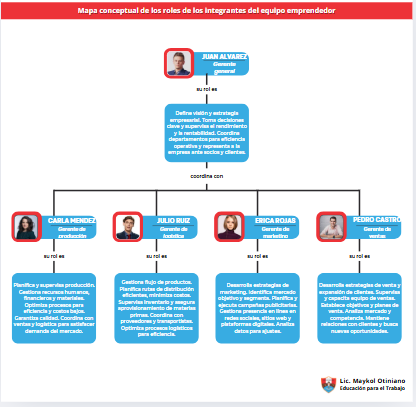 Mapa conceptual de los roles de los integrantes del equipo emprendedor
JUAN ALVAREZ
Gerente
general
su rol es
Define visión y estrategia
empresarial. Toma decisiones
clave y supervisa el rendimiento
y la rentabilidad. Coordina
departamentos para eficiencia
operativa y representa a la
empresa ante socios y clientes.
coordina con
CARLA MENDEZ
Gerente de
producción
JULIO RUIZ
Gerente de
logística
ERICA ROJAS
Gerente de
marketing
PEDRO CASTRO
Gerente de
ventas
su rol es
su rol es
su rol es
su rol es
Planifica y supervisa producción.
Gestiona recursos humanos,
financieros y materiales.
Optimiza procesos para
eficiencia y costos bajos.
Garantiza calidad. Coordina con
ventas y logística para satisfacer
demanda del mercado.
Gestiona flujo de productos.
Planifica rutas de distribución
eficientes, minimiza costos.
Supervisa inventario y asegura
aprovisionamiento de materias
primas. Coordina con
proveedores y transportistas.
Optimiza procesos logísticos
para eficiencia.
Desarrolla estrategias de
marketing. Identifica mercado
objetivo y segmenta. Planifica y
ejecuta campañas publicitarias.
Gestiona presencia en línea en
redes sociales, sitios web y
plataformas digitales. Analiza
datos para ajustes.
Desarrolla estrategias de venta y
expansión de clientes. Supervisa
y capacita equipo de ventas.
Establece objetivos y planes de
venta. Analiza mercado y
competencia. Mantiene
relaciones con clientes y busca
nuevas oportunidades.
Lic. Maykol Otiniano
Educación para el Trabajo